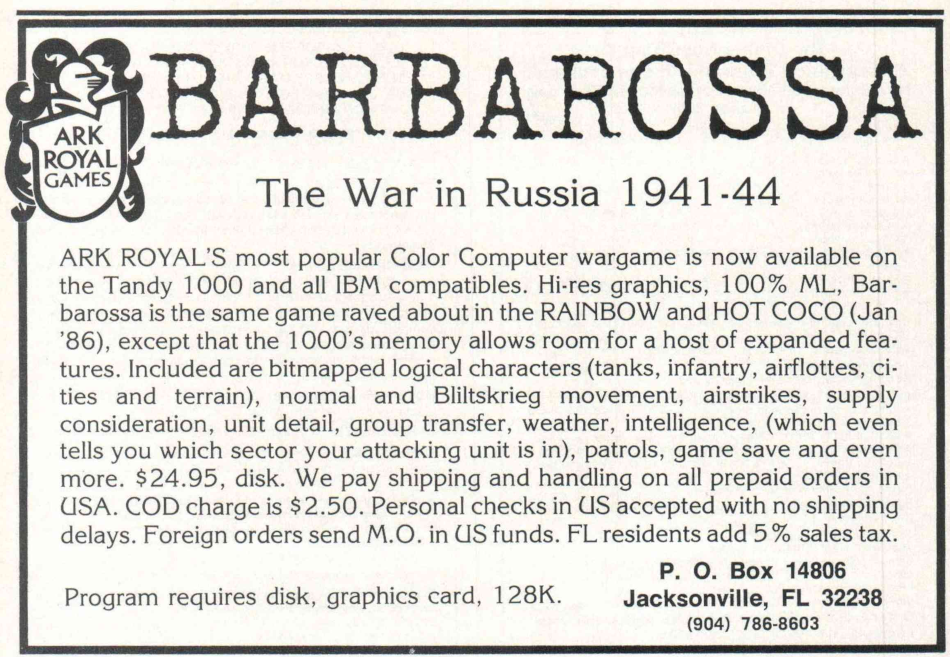 ARK
ROYAL
GAMES
BARBAROSSA
The War in Russia 1941-44
ARK ROYAL'S most popular Color Computer wargame is now available on
the Tandy 1000 and all IBM compatibles. Hi-res graphics, 100% ML, Bar-
barossa is the same game raved about in the RAINBOW and HOT COCO (Jan
'86), except that the 1000's memory allows room for a host of expanded fea-
tures. Included are bitmapped logical characters (tanks, infantry, airflottes, ci-
ties and terrain), normal and Bliltskrieg movement, airstrikes, supply
consideration, unit detail, group transfer, weather, intelligence, (which even
tells you which sector your attacking unit is in), patrols, game save and even
more. $24.95, disk. We pay shipping and handling on all prepaid orders in
USA. COD charge is $2.50. Personal checks in US accepted with no shipping
delays. Foreign orders send M.O. in US funds. FL residents add 5% sales tax.
Program requires disk, graphics card, 128K.
P. O. Box 14806
Jacksonville, FL 32238
(904) 786-8603